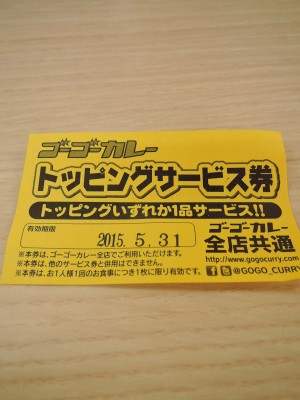 ゴーゴーカレー
トッピングサービス券
トッピングいずれか1品サービス!!
有効期限
2015. 5. 31
ゴーゴーカレー
全店共通
※本券は、ゴーゴーカレー全店でご利用いただけます。
※本券は、他のサービス券と併用はできません。
※本券は、お1人様1回のお食事につき1枚に限り有効です。
http://www.gogocurry.com
@GOGO_CURRY